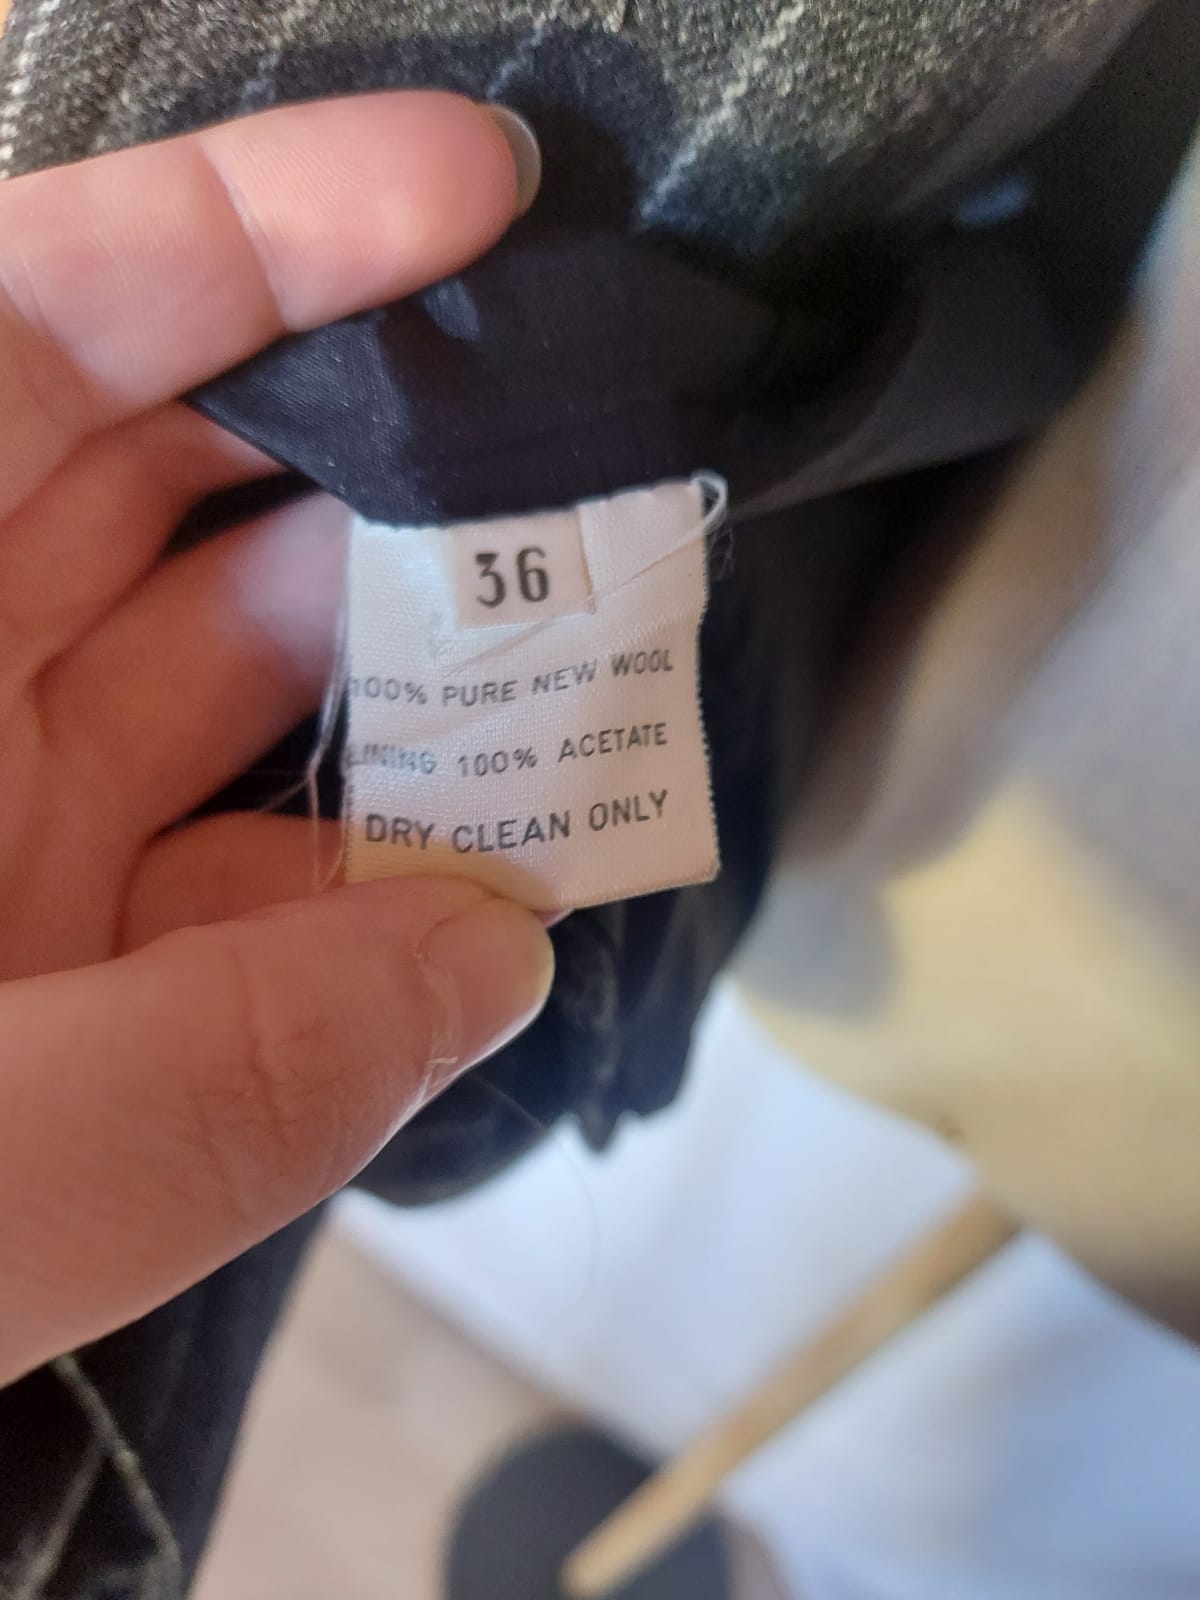 36
100% PURE NEW WOOL
LINING 100% ACETATE
DRY CLEAN ONLY